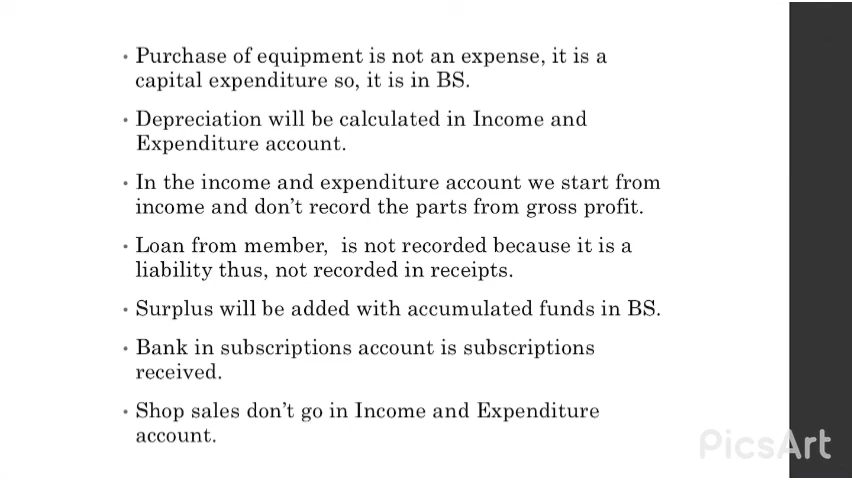 • Purchase of equipment is not an expense, it is a
capital expenditure so, it is in BS.
• Depreciation will be calculated in Income and
Expenditure account.
• In the income and expenditure account we start from
income and don't record the parts from gross profit.
• Loan from member,  is not recorded because it is a
liability thus, not recorded in receipts.
• Surplus will be added with accumulated funds in BS.
• Bank in subscriptions account is subscriptions
received.
• Shop sales don't go in Income and Expenditure
account.
PicsArt